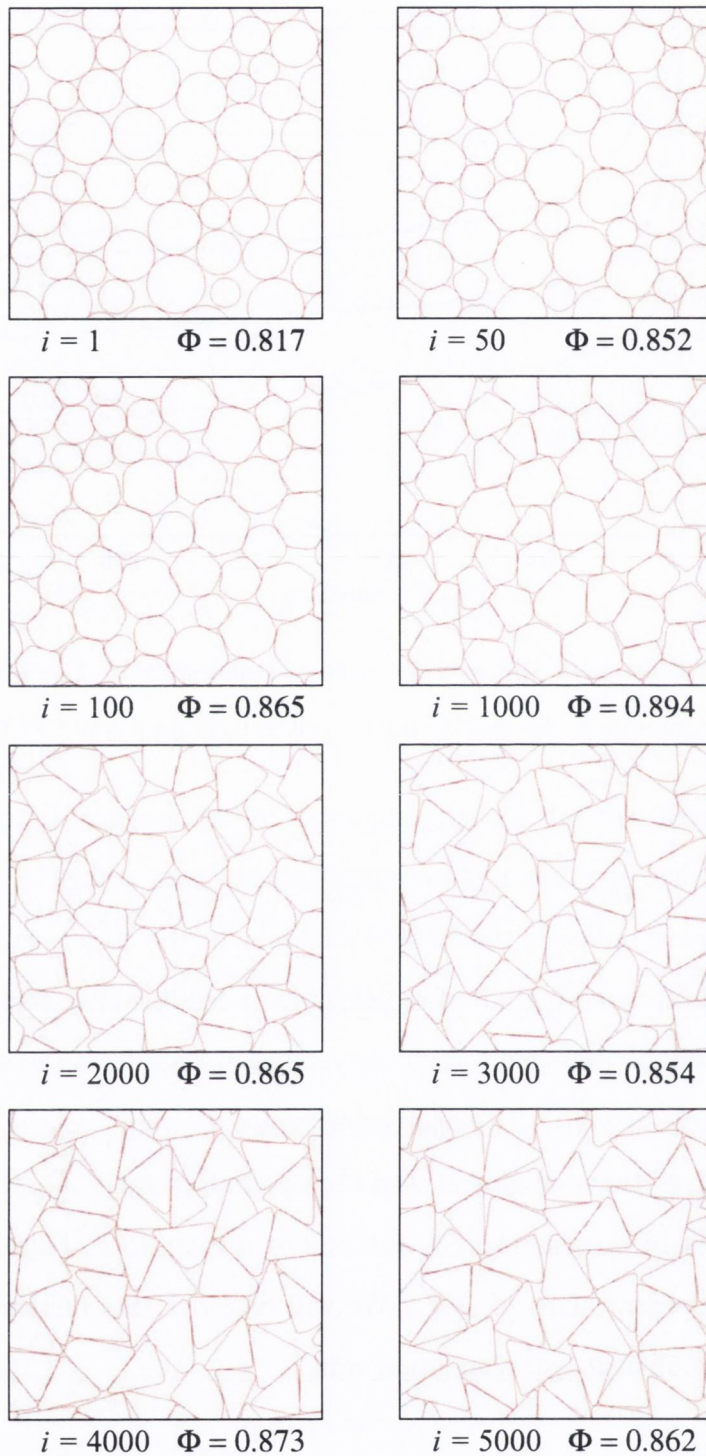 i = 1 Φ = 0.817
i = 50 Φ = 0.852
i = 100 Φ = 0.865
i = 1000 Φ = 0.894
i = 2000 Φ = 0.865
i = 3000 Φ = 0.854
i = 4000 Φ = 0.873
i = 5000 Φ = 0.862